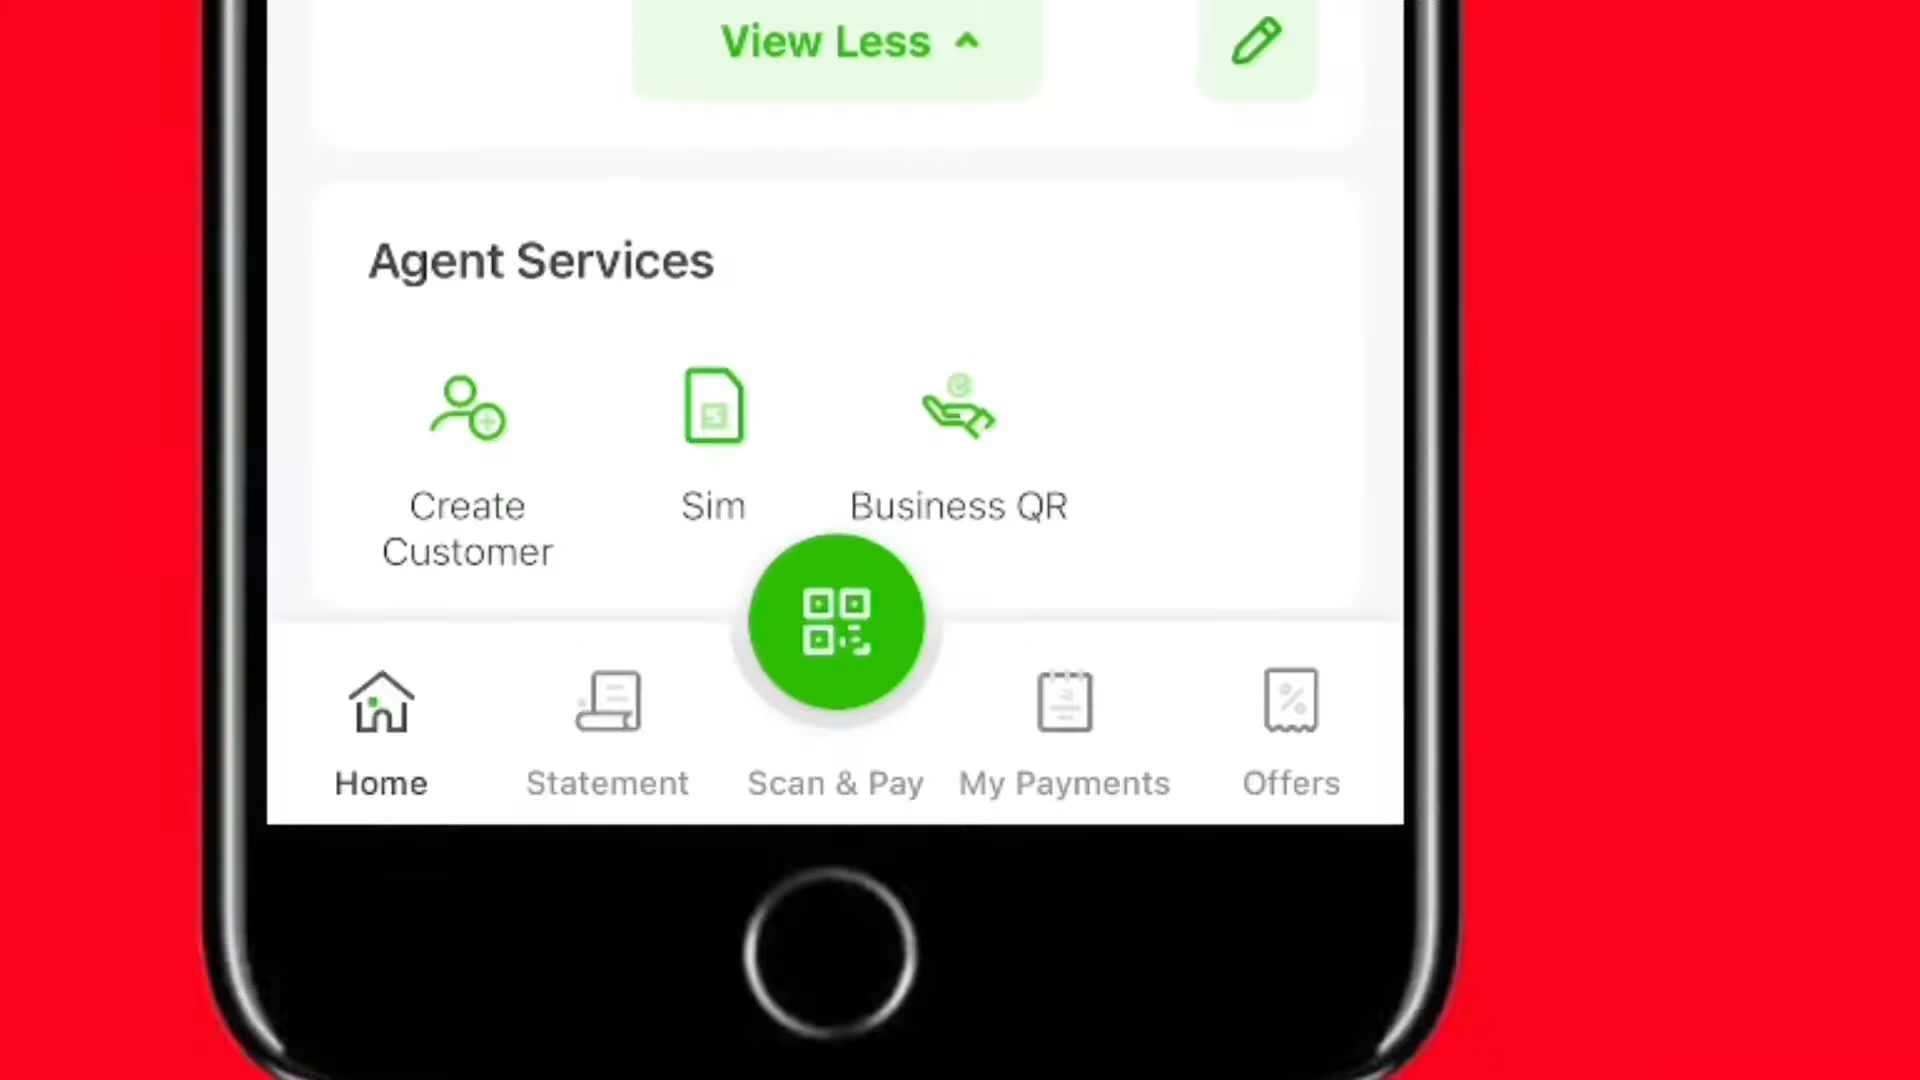 View Less
Agent Services
Create
Customer
Sim
Business QR
Home
Statement
Scan & Pay
My Payments
Offers